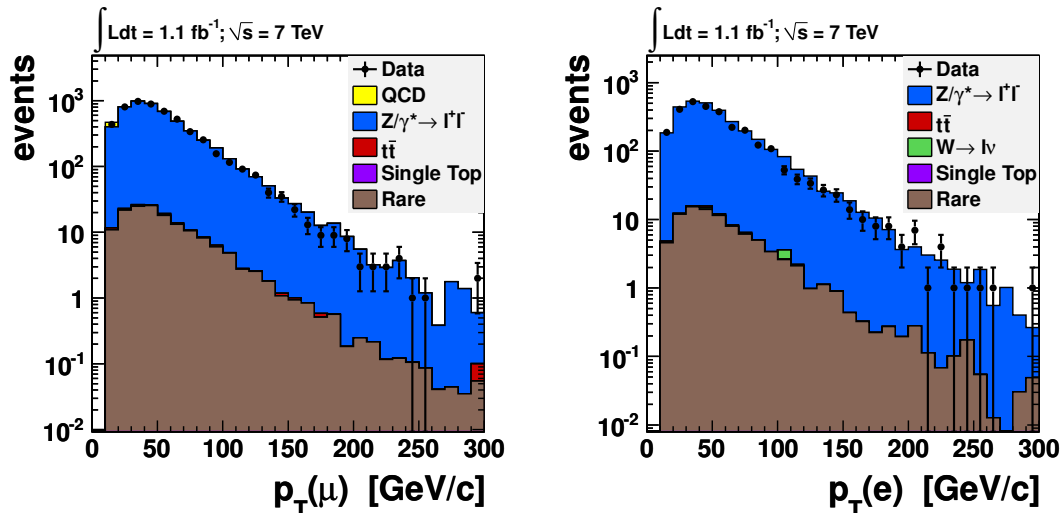 ∫ Ldt = 1.1 fb⁻¹; √s = 7 TeV
events
Data
QCD
Z/γ*→ l⁺l⁻
tt̄
Single Top
Rare
10³
10²
10
1
10⁻¹
10⁻²
0 50 100 150 200 250 300
p_T(μ) [GeV/c]
∫ Ldt = 1.1 fb⁻¹; √s = 7 TeV
events
Data
Z/γ*→ l⁺l⁻
tt̄
W→ lν
Single Top
Rare
10³
10²
10
1
10⁻¹
10⁻²
0 50 100 150 200 250 300
p_T(e) [GeV/c]